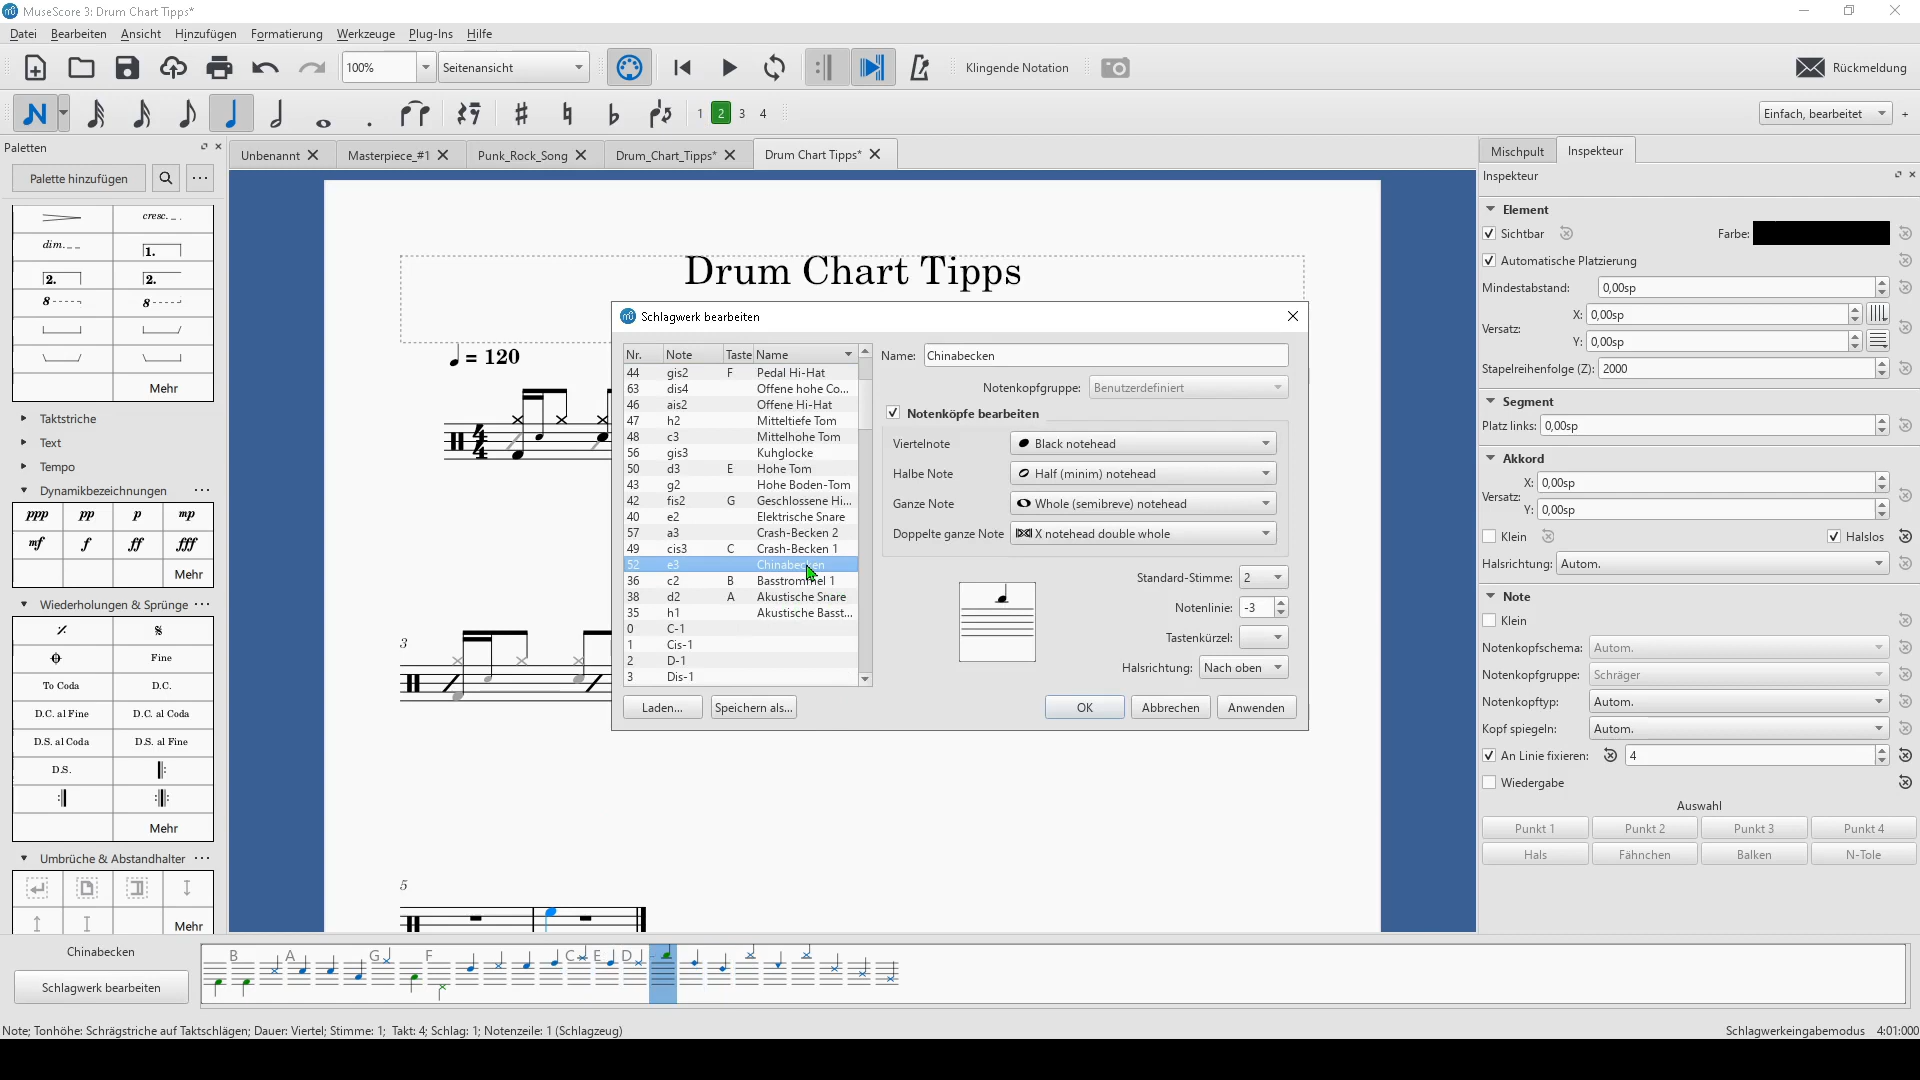 MuseScore 3: Drum Chart Tipps*
Datei Bearbeiten Ansicht Hinzufügen Formatierung Werkzeuge Plug-Ins Hilfe
100% Seitenansicht Klingende Notation Rückmeldung
1 2 3 4 Einfach, bearbeitet +
Paletten
Unbenannt Masterpiece_#1 Punk_Rock_Song Drum_Chart_Tipps* Drum Chart Tipps*
Mischpult Inspekteur
Palette hinzufügen ...
cresc.
dim.
1.
2. 2.
8 8
Mehr
Taktstriche
Text
Tempo
Dynamikbezeichnungen ...
ppp pp p mp
mf f ff fff
Mehr
Wiederholungen & Sprünge ...
Fine
To Coda D.C.
D.C. al Fine D.C. al Coda
D.S. al Coda D.S. al Fine
D.S.
Mehr
Umbrüche & Abstandhalter ...
Mehr
Drum Chart Tipps
= 120
4
4
3
5
Schlagwerk bearbeiten
Nr. Note Taste Name
44 gis2 F Pedal Hi-Hat
63 dis4 Offene hohe Co...
46 ais2 Offene Hi-Hat
47 h2 Mitteltiefe Tom
48 c3 Mittelhohe Tom
56 gis3 Kuhglocke
50 d3 E Hohe Tom
43 g2 Hohe Boden-Tom
42 fis2 G Geschlossene Hi...
40 e2 Elektrische Snare
57 a3 Crash-Becken 2
49 cis3 C Crash-Becken 1
52 e3 Chinabecken
36 c2 B Basstrommel 1
38 d2 A Akustische Snare
35 h1 Akustische Basst...
0 C-1
1 Cis-1
2 D-1
3 Dis-1
Laden... Speichern als...
Name: Chinabecken
Notenkopfgruppe: Benutzerdefiniert
Notenköpfe bearbeiten
Viertelnote Black notehead
Halbe Note Half (minim) notehead
Ganze Note Whole (semibreve) notehead
Doppelte ganze Note X notehead double whole
Standard-Stimme: 2
Notenlinie: -3
Tastenkürzel:
Halsrichtung: Nach oben
OK Abbrechen Anwenden
Inspekteur
Element
Sichtbar Farbe:
Automatische Platzierung
Mindestabstand: 0,00sp
Versatz: X: 0,00sp
Y: 0,00sp
Stapelreihenfolge (Z): 2000
Segment
Platz links: 0,00sp
Akkord
Versatz: X: 0,00sp
Y: 0,00sp
Klein Halslos
Halsrichtung: Autom.
Note
Klein
Notenkopfschema: Autom.
Notenkopfgruppe: Schräger
Notenkopftyp: Autom.
Kopf spiegeln: Autom.
An Linie fixieren: 4
Wiedergabe
Auswahl
Punkt 1 Punkt 2 Punkt 3 Punkt 4
Hals Fähnchen Balken N-Tole
Chinabecken
Schlagwerk bearbeiten
B A G F C E D
Note; Tonhöhe: Schrägstriche auf Taktschlägen; Dauer: Viertel; Stimme: 1; Takt: 4; Schlag: 1; Notenzeile: 1 (Schlagzeug)
Schlagwerkeingabemodus 4:01:000